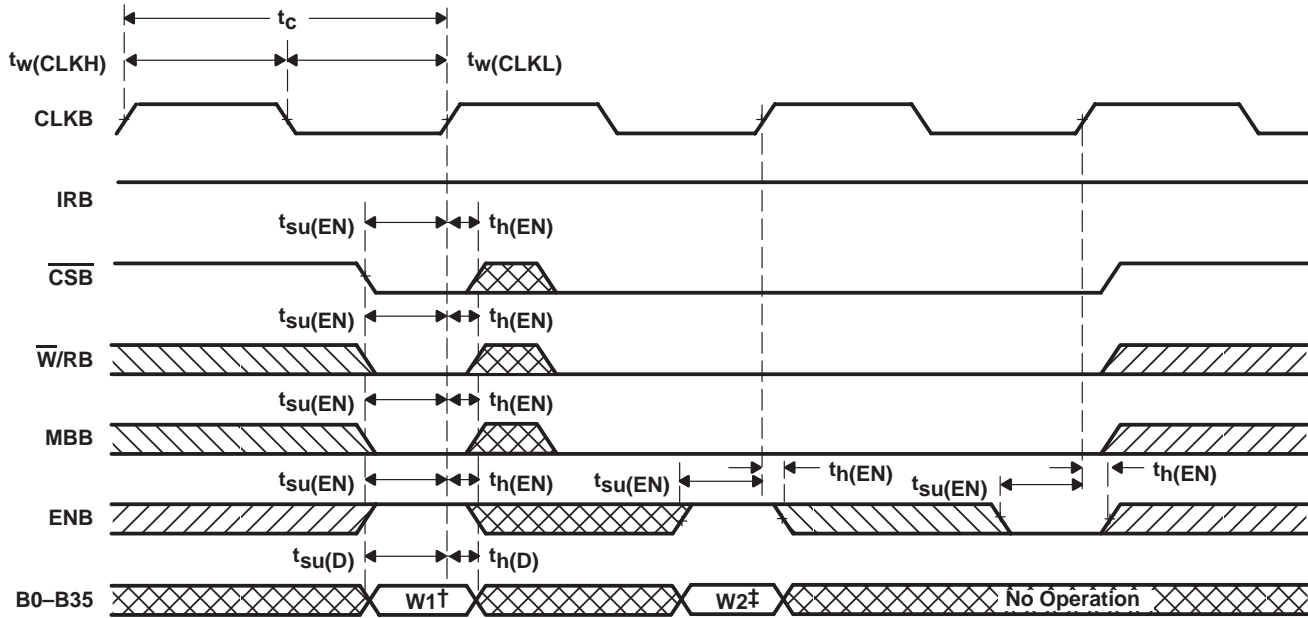 tc
tw(CLKH)
tw(CLKL)
CLKB
IRB
tsu(EN)
th(EN)
CSB
tsu(EN)
th(EN)
W/RB
tsu(EN)
th(EN)
MBB
tsu(EN)
th(EN)
tsu(EN)
th(EN)
tsu(EN)
th(EN)
ENB
tsu(D)
th(D)
B0–B35
W1†
W2‡
No Operation